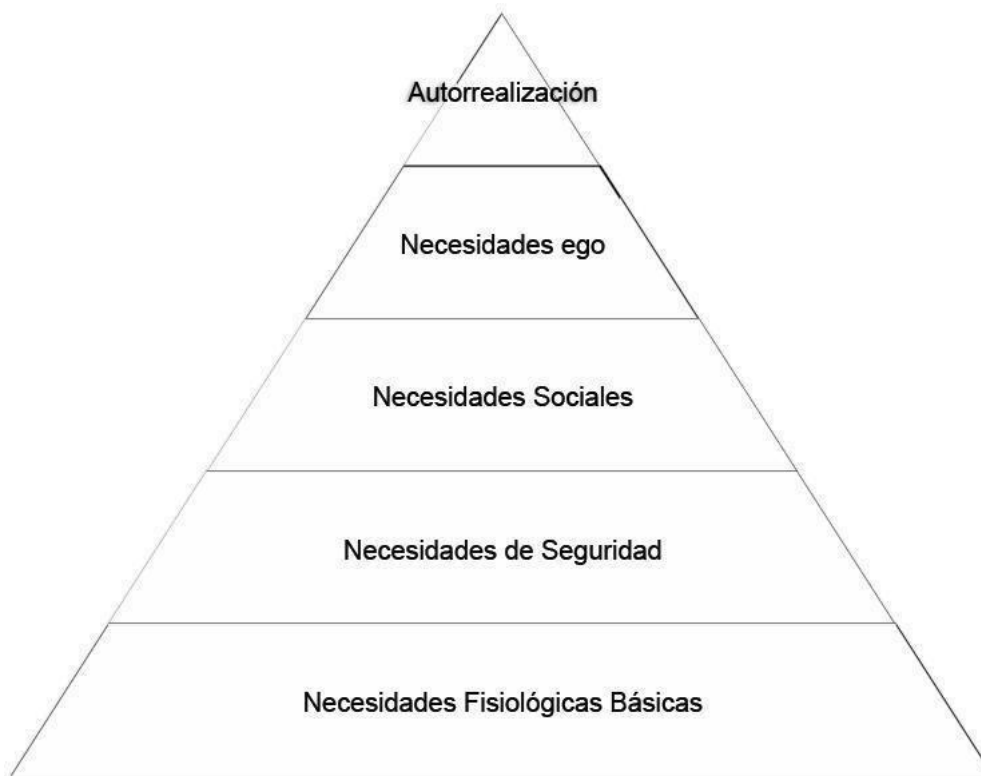 Autorrealización
Necesidades ego
Necesidades Sociales
Necesidades de Seguridad
Necesidades Fisiológicas Básicas